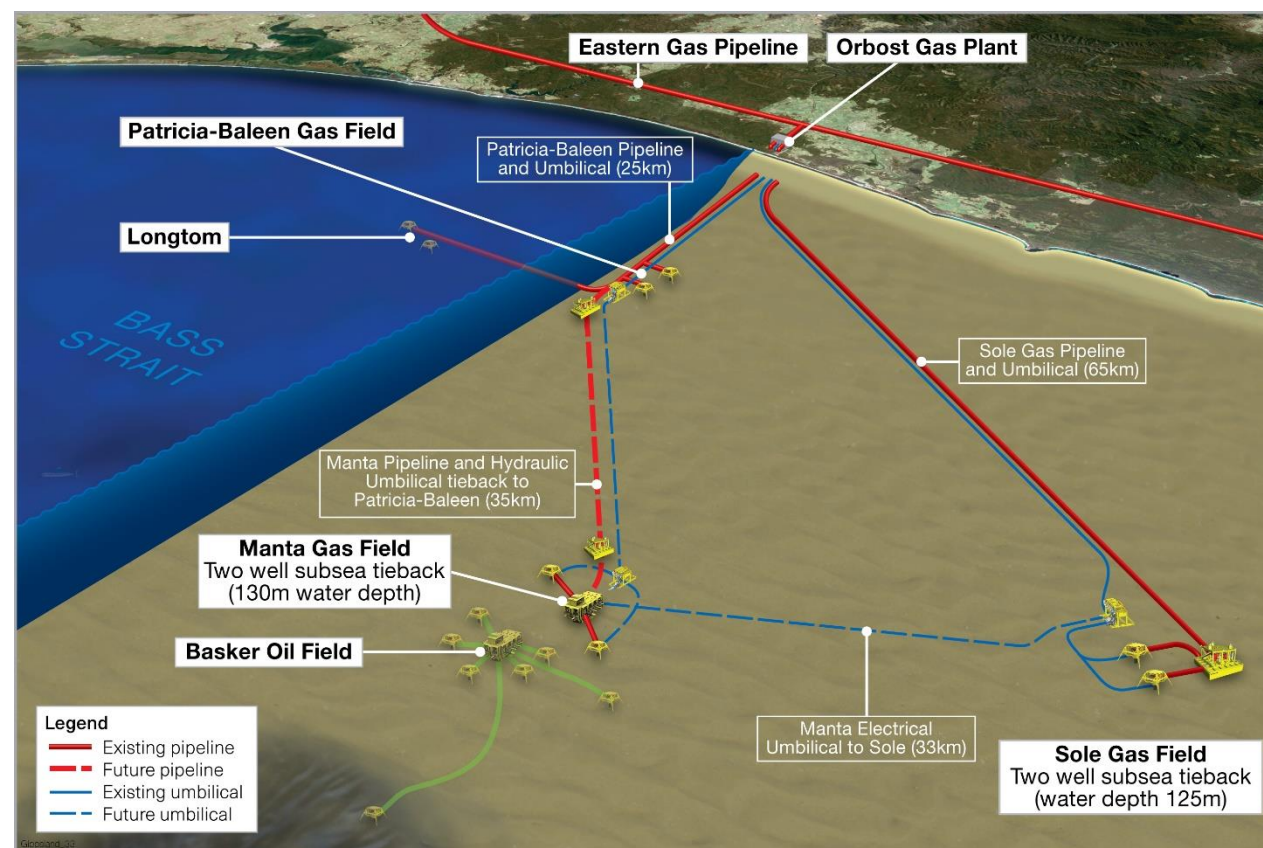 Eastern Gas Pipeline
Orbost Gas Plant
Patricia-Baleen Gas Field
Patricia-Baleen Pipeline
and Umbilical (25km)
Longtom
BASS
STRAIT
Sole Gas Pipeline
and Umbilical (65km)
Manta Pipeline and Hydraulic
Umbilical tieback to
Patricia-Baleen (35km)
Manta Gas Field
Two well subsea tieback
(130m water depth)
Basker Oil Field
Manta Electrical
Umbilical to Sole (33km)
Sole Gas Field
Two well subsea tieback
(water depth 125m)
Legend
Existing pipeline
Future pipeline
Existing umbilical
Future umbilical
Gippsland_33